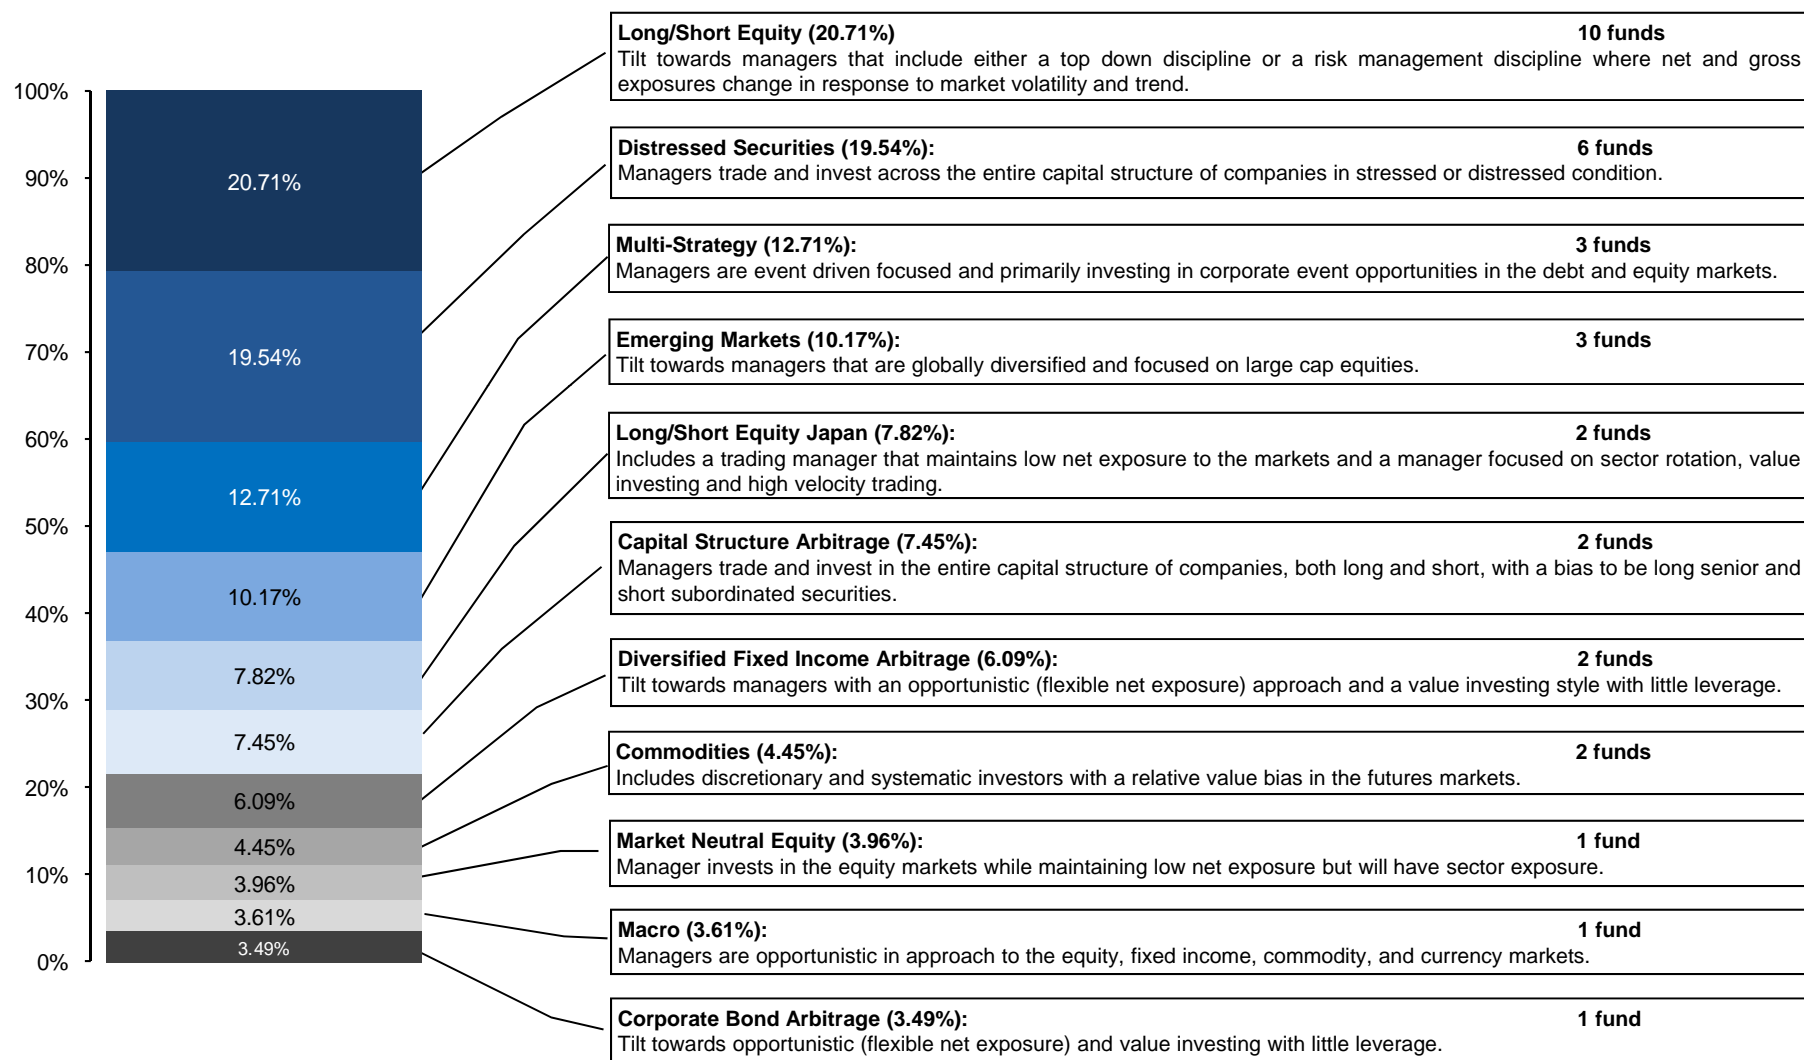 Long/Short Equity (20.71%) 10 funds
Tilt towards managers that include either a top down discipline or a risk management discipline where net and gross
exposures change in response to market volatility and trend.
Distressed Securities (19.54%): 6 funds
Managers trade and invest across the entire capital structure of companies in stressed or distressed condition.
Multi-Strategy (12.71%): 3 funds
Managers are event driven focused and primarily investing in corporate event opportunities in the debt and equity markets.
Emerging Markets (10.17%): 3 funds
Tilt towards managers that are globally diversified and focused on large cap equities.
Long/Short Equity Japan (7.82%): 2 funds
Includes a trading manager that maintains low net exposure to the markets and a manager focused on sector rotation, value
investing and high velocity trading.
Capital Structure Arbitrage (7.45%): 2 funds
Managers trade and invest in the entire capital structure of companies, both long and short, with a bias to be long senior and
short subordinated securities.
Diversified Fixed Income Arbitrage (6.09%): 2 funds
Tilt towards managers with an opportunistic (flexible net exposure) approach and a value investing style with little leverage.
Commodities (4.45%): 2 funds
Includes discretionary and systematic investors with a relative value bias in the futures markets.
Market Neutral Equity (3.96%): 1 fund
Manager invests in the equity markets while maintaining low net exposure but will have sector exposure.
Macro (3.61%): 1 fund
Managers are opportunistic in approach to the equity, fixed income, commodity, and currency markets.
Corporate Bond Arbitrage (3.49%): 1 fund
Tilt towards opportunistic (flexible net exposure) and value investing with little leverage.
100%
90%
80%
70%
60%
50%
40%
30%
20%
10%
0%
20.71%
19.54%
12.71%
10.17%
7.82%
7.45%
6.09%
4.45%
3.96%
3.61%
3.49%